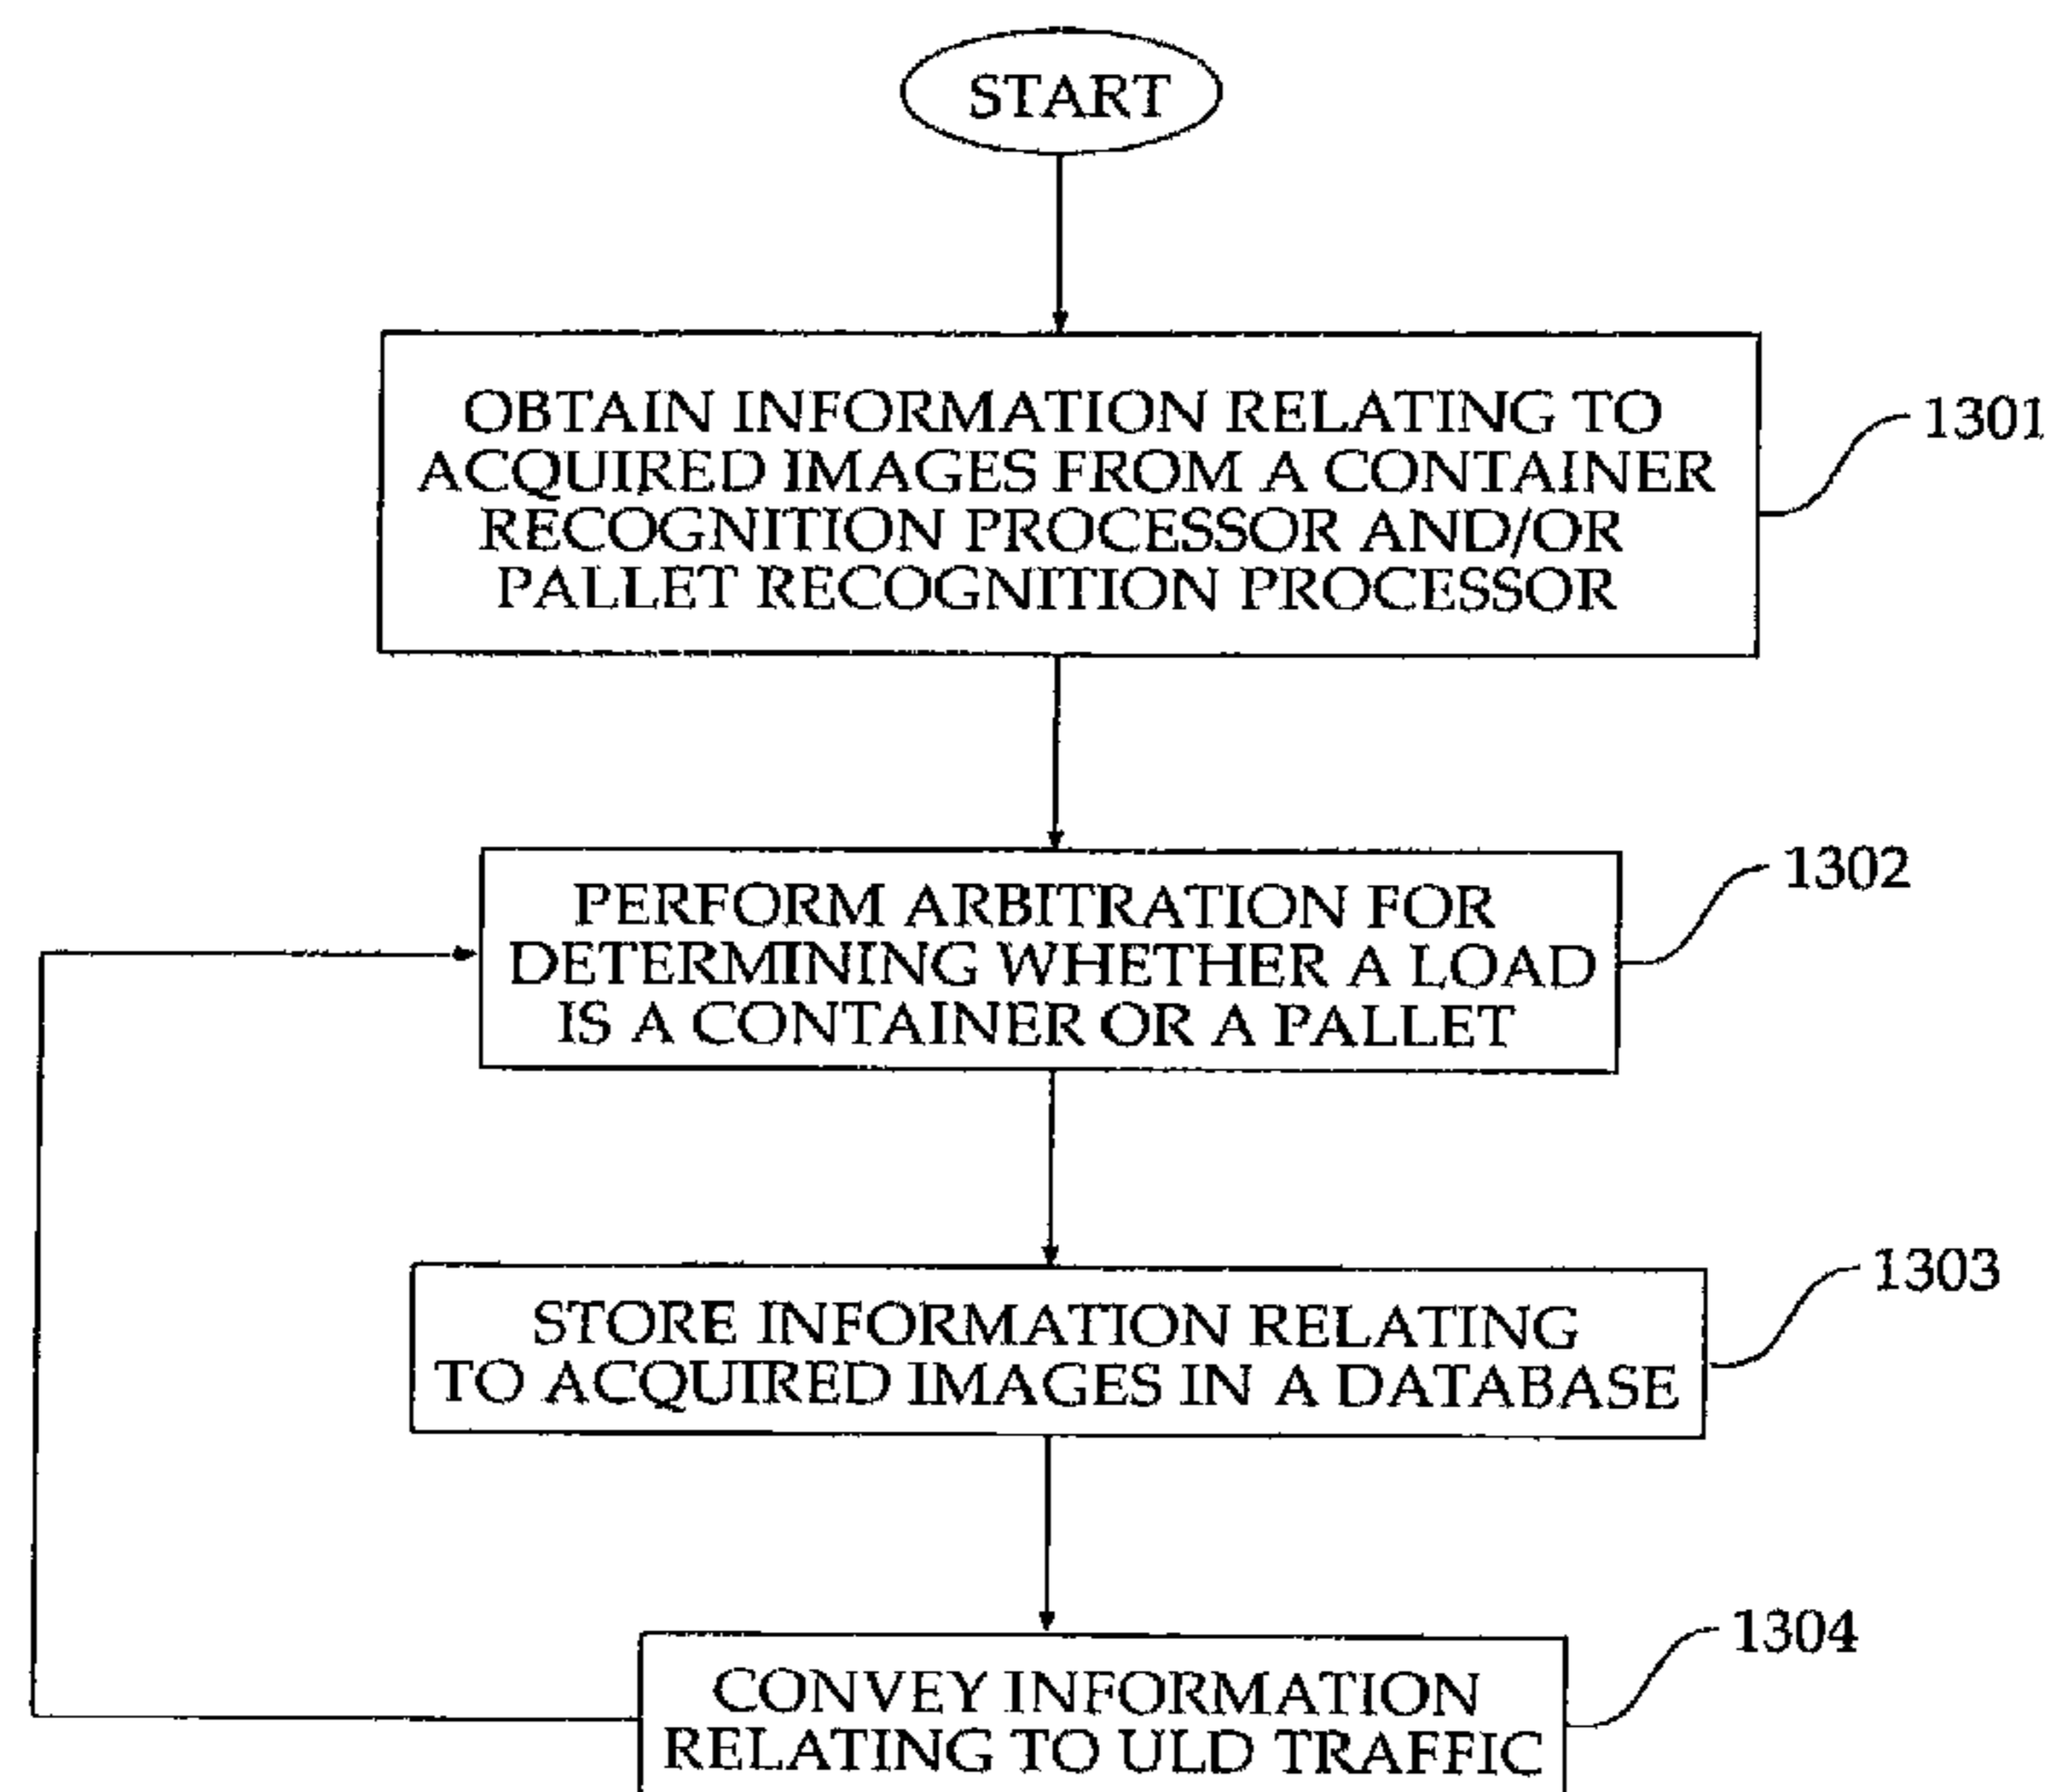 START
OBTAIN INFORMATION RELATING TO
ACQUIRED IMAGES FROM A CONTAINER
RECOGNITION PROCESSOR AND/OR
PALLET RECOGNITION PROCESSOR
1301
PERFORM ARBITRATION FOR
DETERMINING WHETHER A LOAD
IS A CONTAINER OR A PALLET
1302
STORE INFORMATION RELATING
TO ACQUIRED IMAGES IN A DATABASE
1303
CONVEY INFORMATION
RELATING TO ULD TRAFFIC
1304